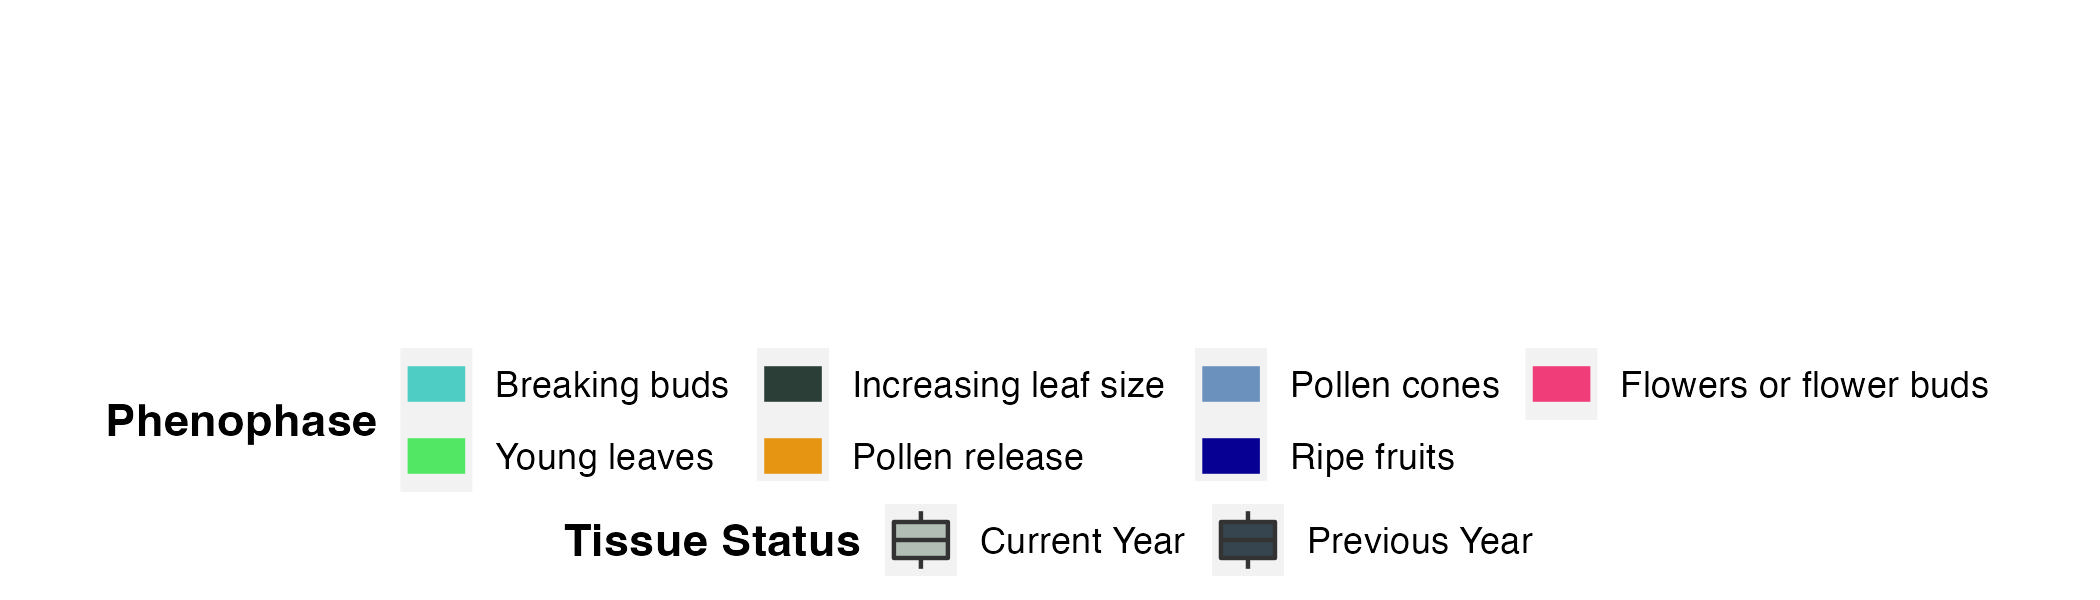 Breaking buds Increasing leaf size Pollen cones Flowers or flower buds
Phenophase
Young leaves Pollen release Ripe fruits
Tissue Status Current Year Previous Year